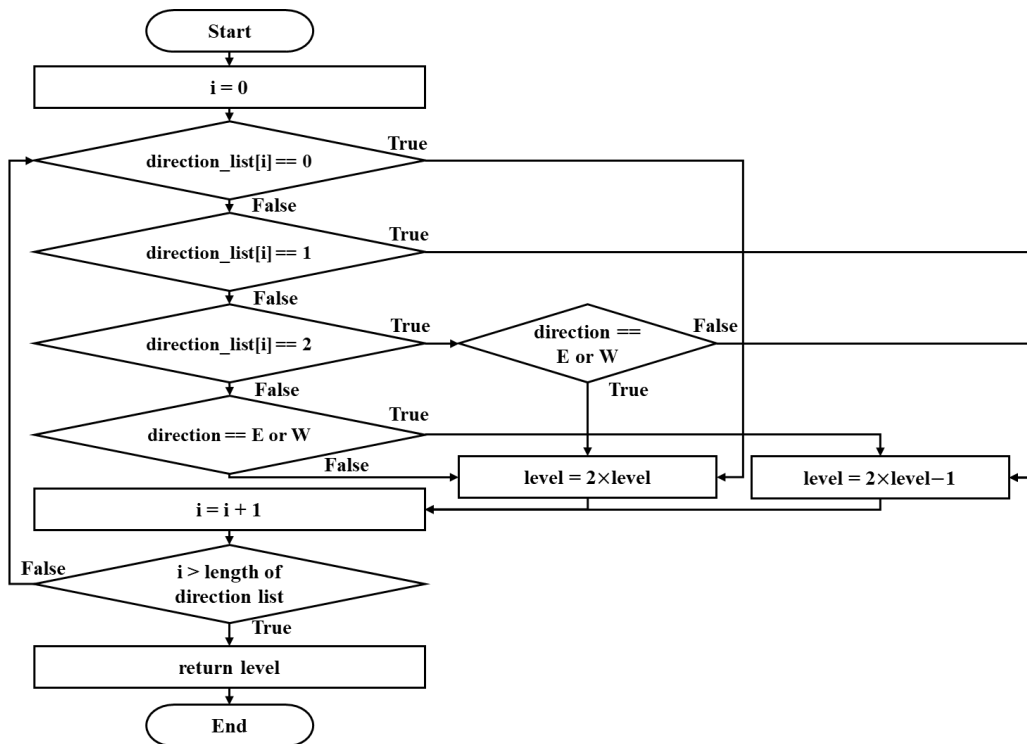 Start
i = 0
direction_list[i] == 0
True
False
direction_list[i] == 1
True
False
direction_list[i] == 2
True
direction ==
E or W
False
True
False
direction == E or W
True
False
level = 2×level
level = 2×level−1
i = i + 1
i > length of
direction list
False
True
return level
End